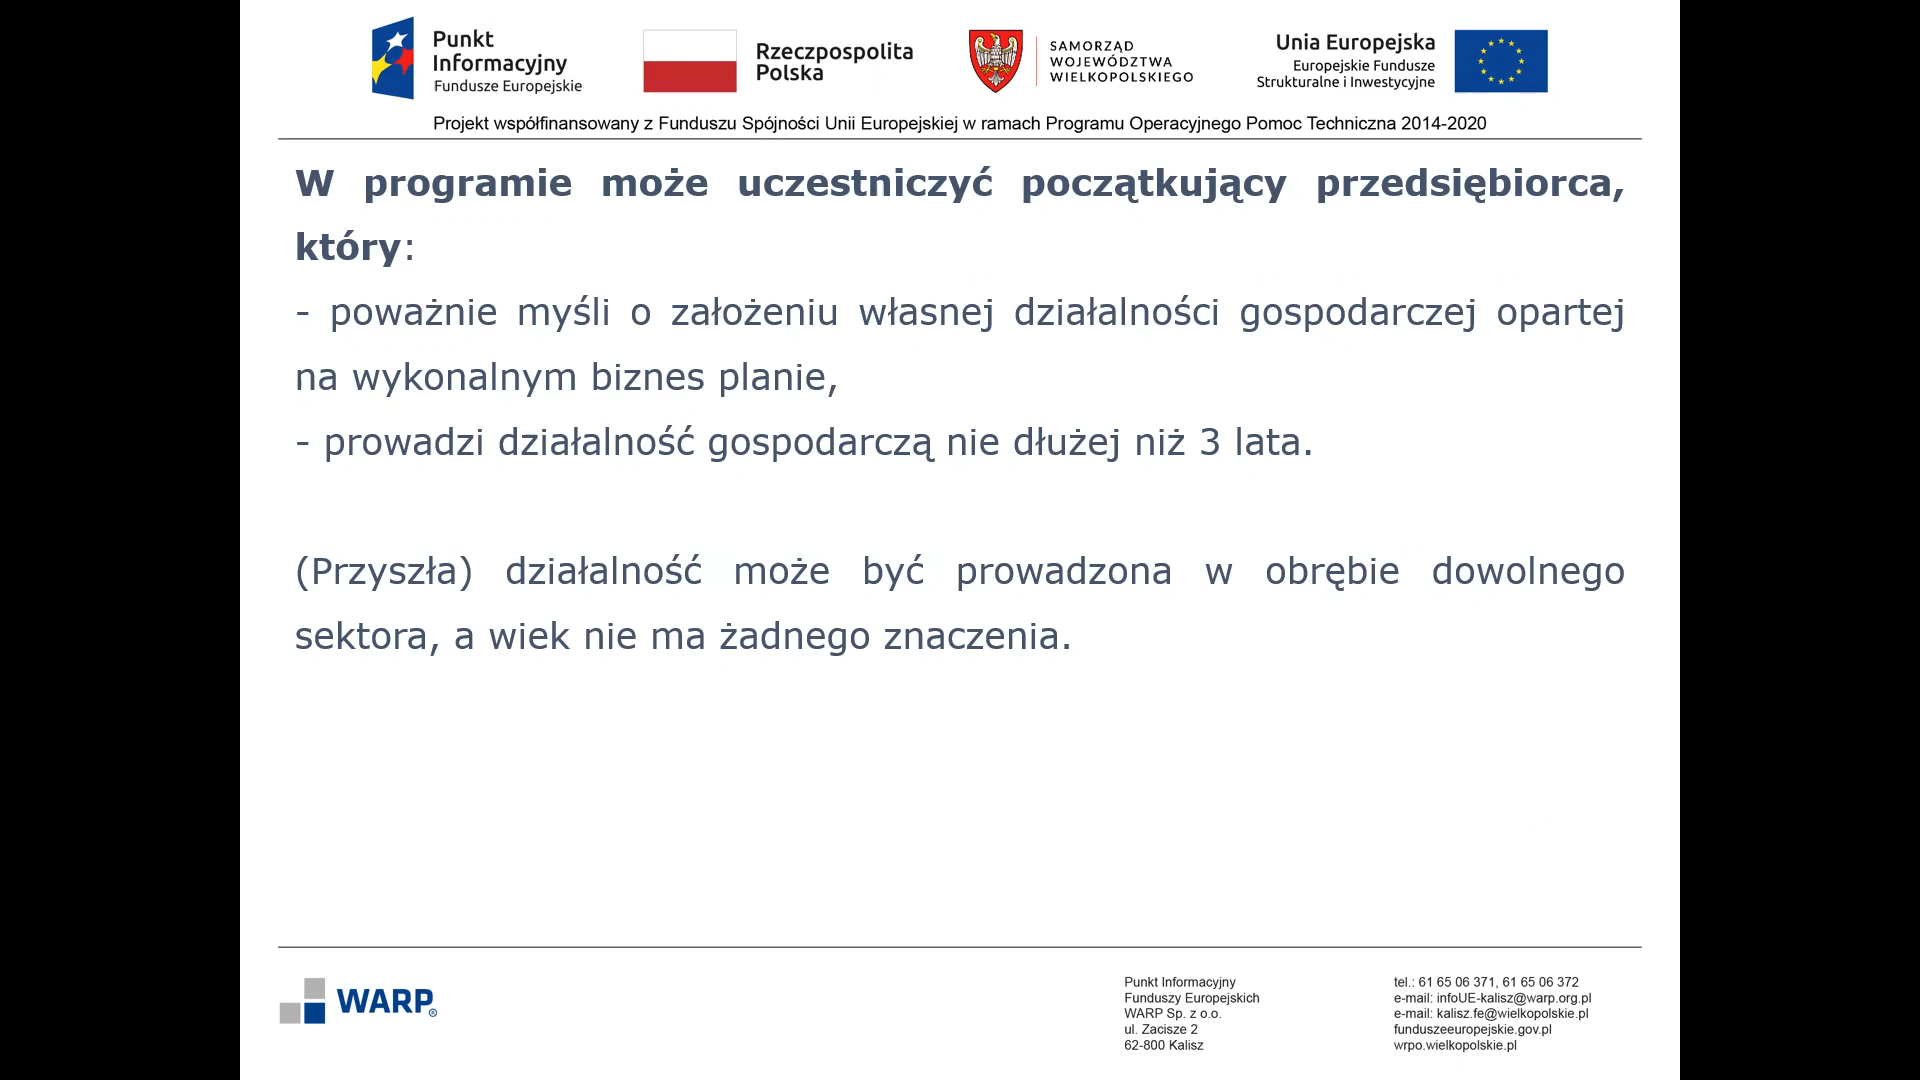 Punkt
Informacyjny
Fundusze Europejskie
Rzeczpospolita
Polska
SAMORZĄD
WOJEWÓDZTWA
WIELKOPOLSKIEGO
Unia Europejska
Europejskie Fundusze
Strukturalne i Inwestycyjne
Projekt współfinansowany z Funduszu Spójności Unii Europejskiej w ramach Programu Operacyjnego Pomoc Techniczna 2014-2020
W programie może uczestniczyć początkujący przedsiębiorca,
który:
- poważnie myśli o założeniu własnej działalności gospodarczej opartej
na wykonalnym biznes planie,
- prowadzi działalność gospodarczą nie dłużej niż 3 lata.
(Przyszła) działalność może być prowadzona w obrębie dowolnego
sektora, a wiek nie ma żadnego znaczenia.
WARP®
Punkt Informacyjny
Funduszy Europejskich
WARP Sp. z o.o.
ul. Zacisze 2
62-800 Kalisz
tel.: 61 65 06 371, 61 65 06 372
e-mail: infoUE-kalisz@warp.org.pl
e-mail: kalisz.fe@wielkopolskie.pl
funduszeeuropejskie.gov.pl
wrpo.wielkopolskie.pl